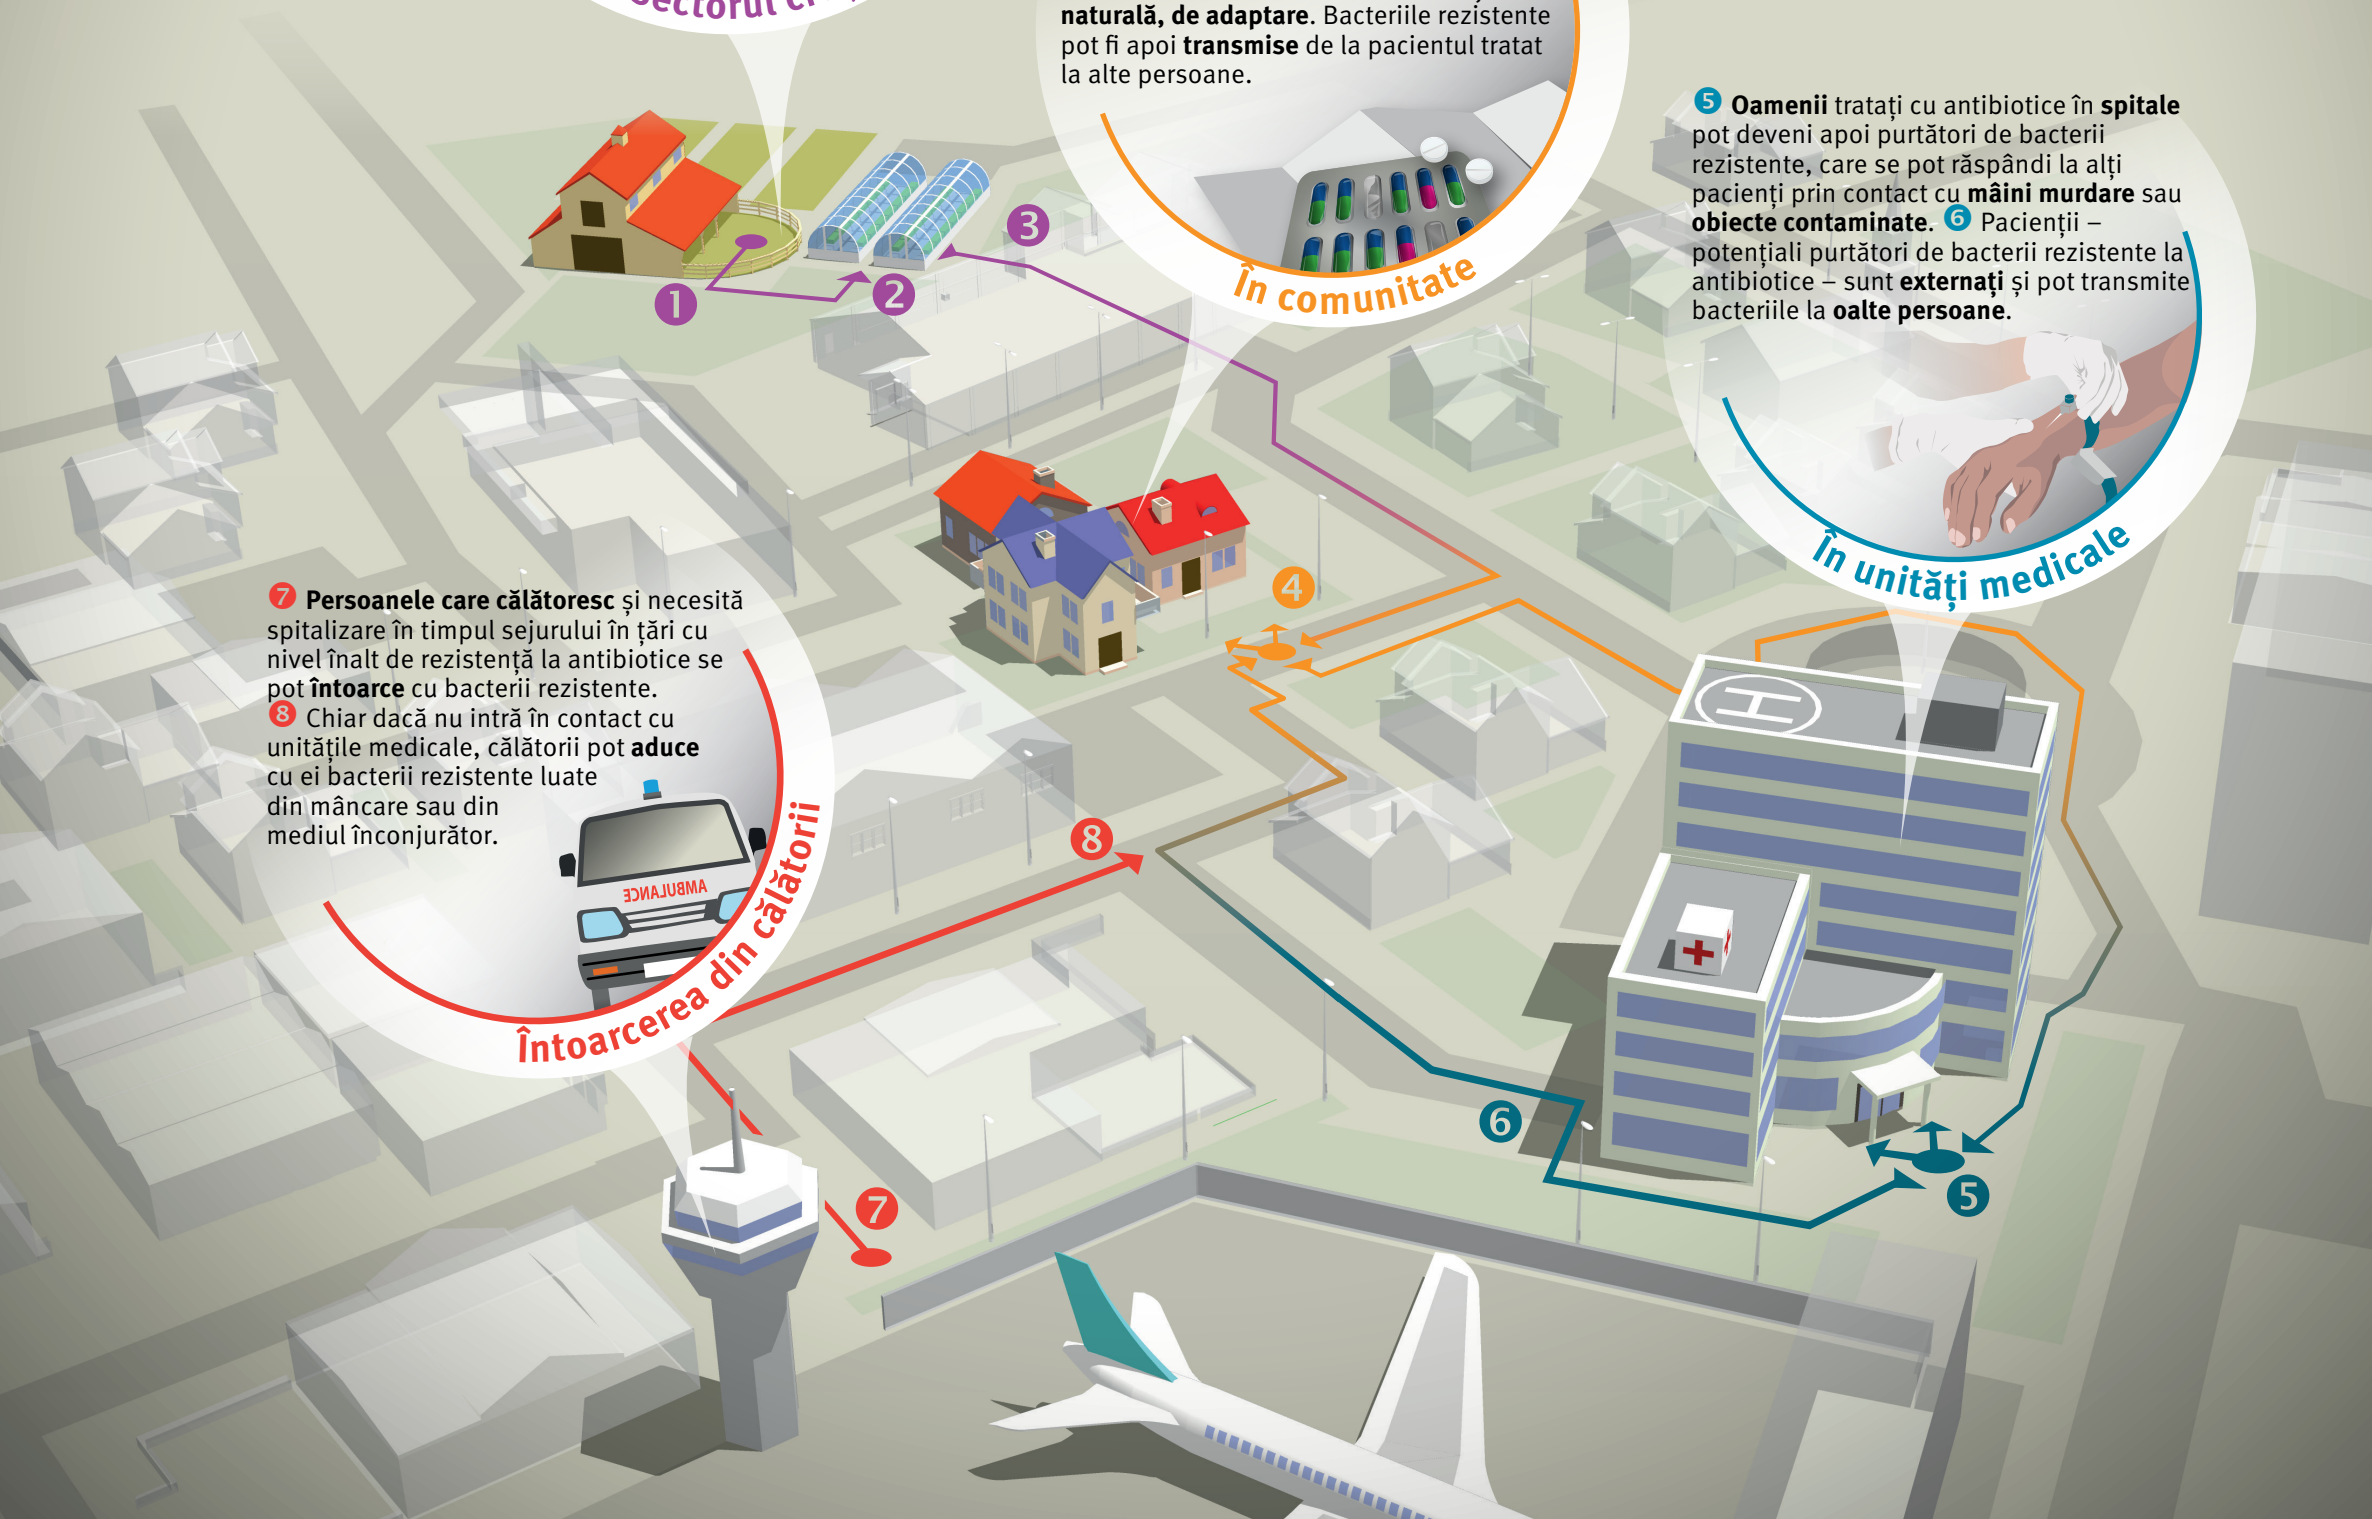 naturală, de adaptare. Bacteriile rezistente
pot fi apoi transmise de la pacientul tratat
la alte persoane.
În comunitate
5 Oamenii tratați cu antibiotice în spitale
pot deveni apoi purtători de bacterii
rezistente, care se pot răspândi la alți
pacienți prin contact cu mâini murdare sau
obiecte contaminate. 6 Pacienții –
potențiali purtători de bacterii rezistente la
antibiotice – sunt externați și pot transmite
bacteriile la oalte persoane.
În unități medicale
1
2
3
4
7 Persoanele care călătoresc și necesită
spitalizare în timpul sejurului în țări cu
nivel înalt de rezistență la antibiotice se
pot întoarce cu bacterii rezistente.
8 Chiar dacă nu intră în contact cu
unitățile medicale, călătorii pot aduce
cu ei bacterii rezistente luate
din mâncare sau din
mediul înconjurător.
AMBULANCE
Întoarcerea din călătorii
8
H
6
5
7